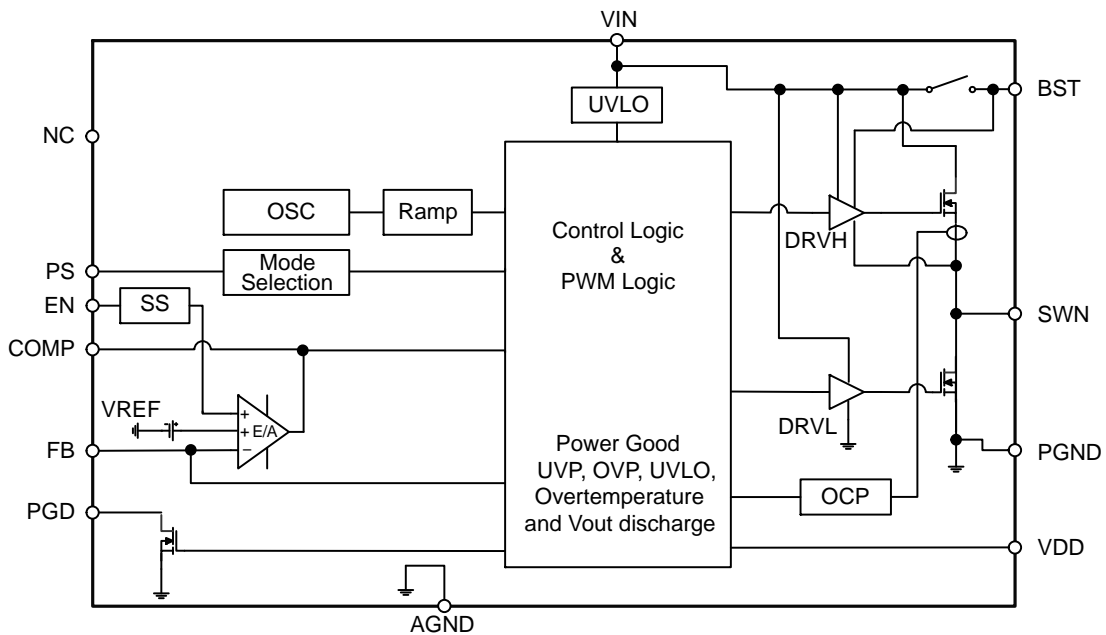 VIN
BST
UVLO
NC
OSC
Ramp
Control Logic
&
PWM Logic
DRVH
PS
Mode
Selection
EN
SS
SWN
COMP
VREF
+
+
E/A
−
DRVL
FB
Power Good
UVP, OVP, UVLO,
Overtemperature
and Vout discharge
PGND
OCP
PGD
VDD
AGND